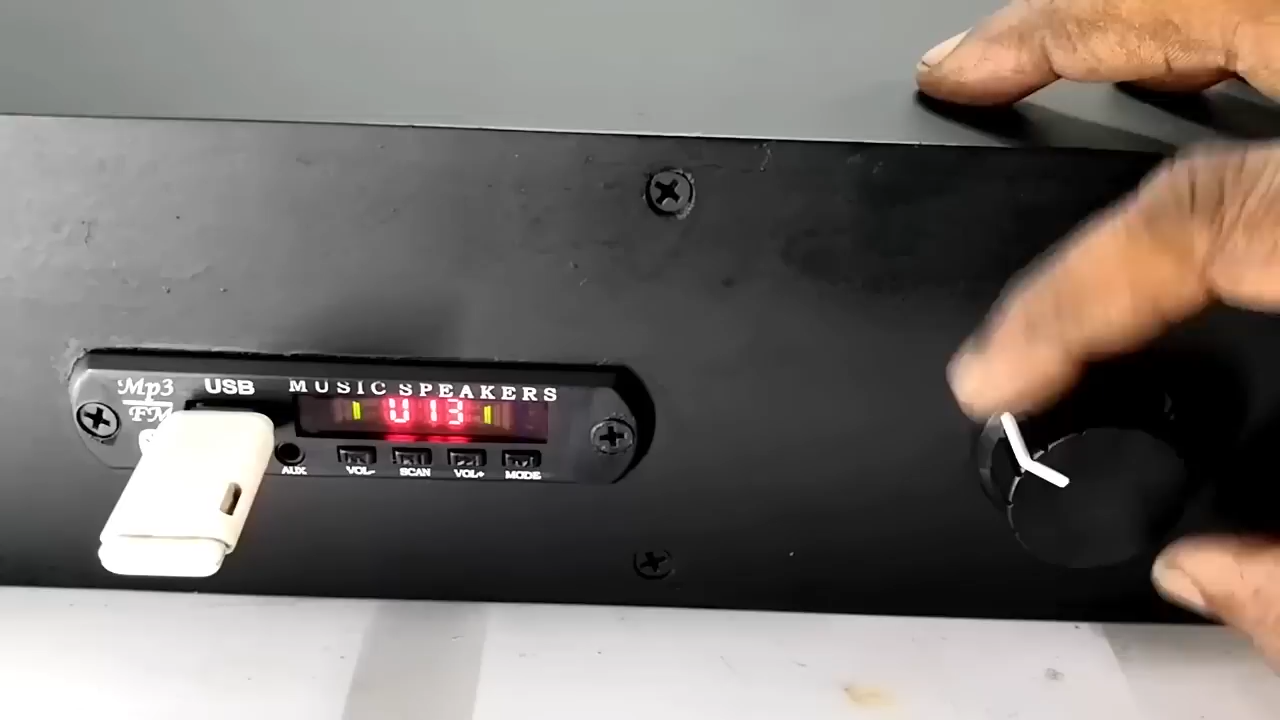 Mp3
FM
USB
MUSIC SPEAKERS
U13
AUX
VOL-
SCAN
VOL+
MODE